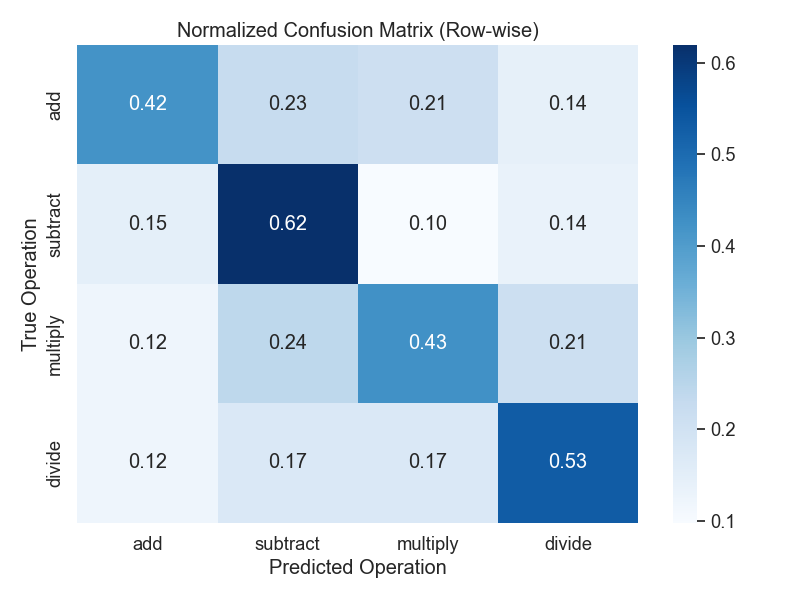 Normalized Confusion Matrix (Row-wise)
True Operation
add
0.42 0.23 0.21 0.14
subtract
0.15 0.62 0.10 0.14
multiply
0.12 0.24 0.43 0.21
divide
0.12 0.17 0.17 0.53
add subtract multiply divide
Predicted Operation
0.6
0.5
0.4
0.3
0.2
0.1